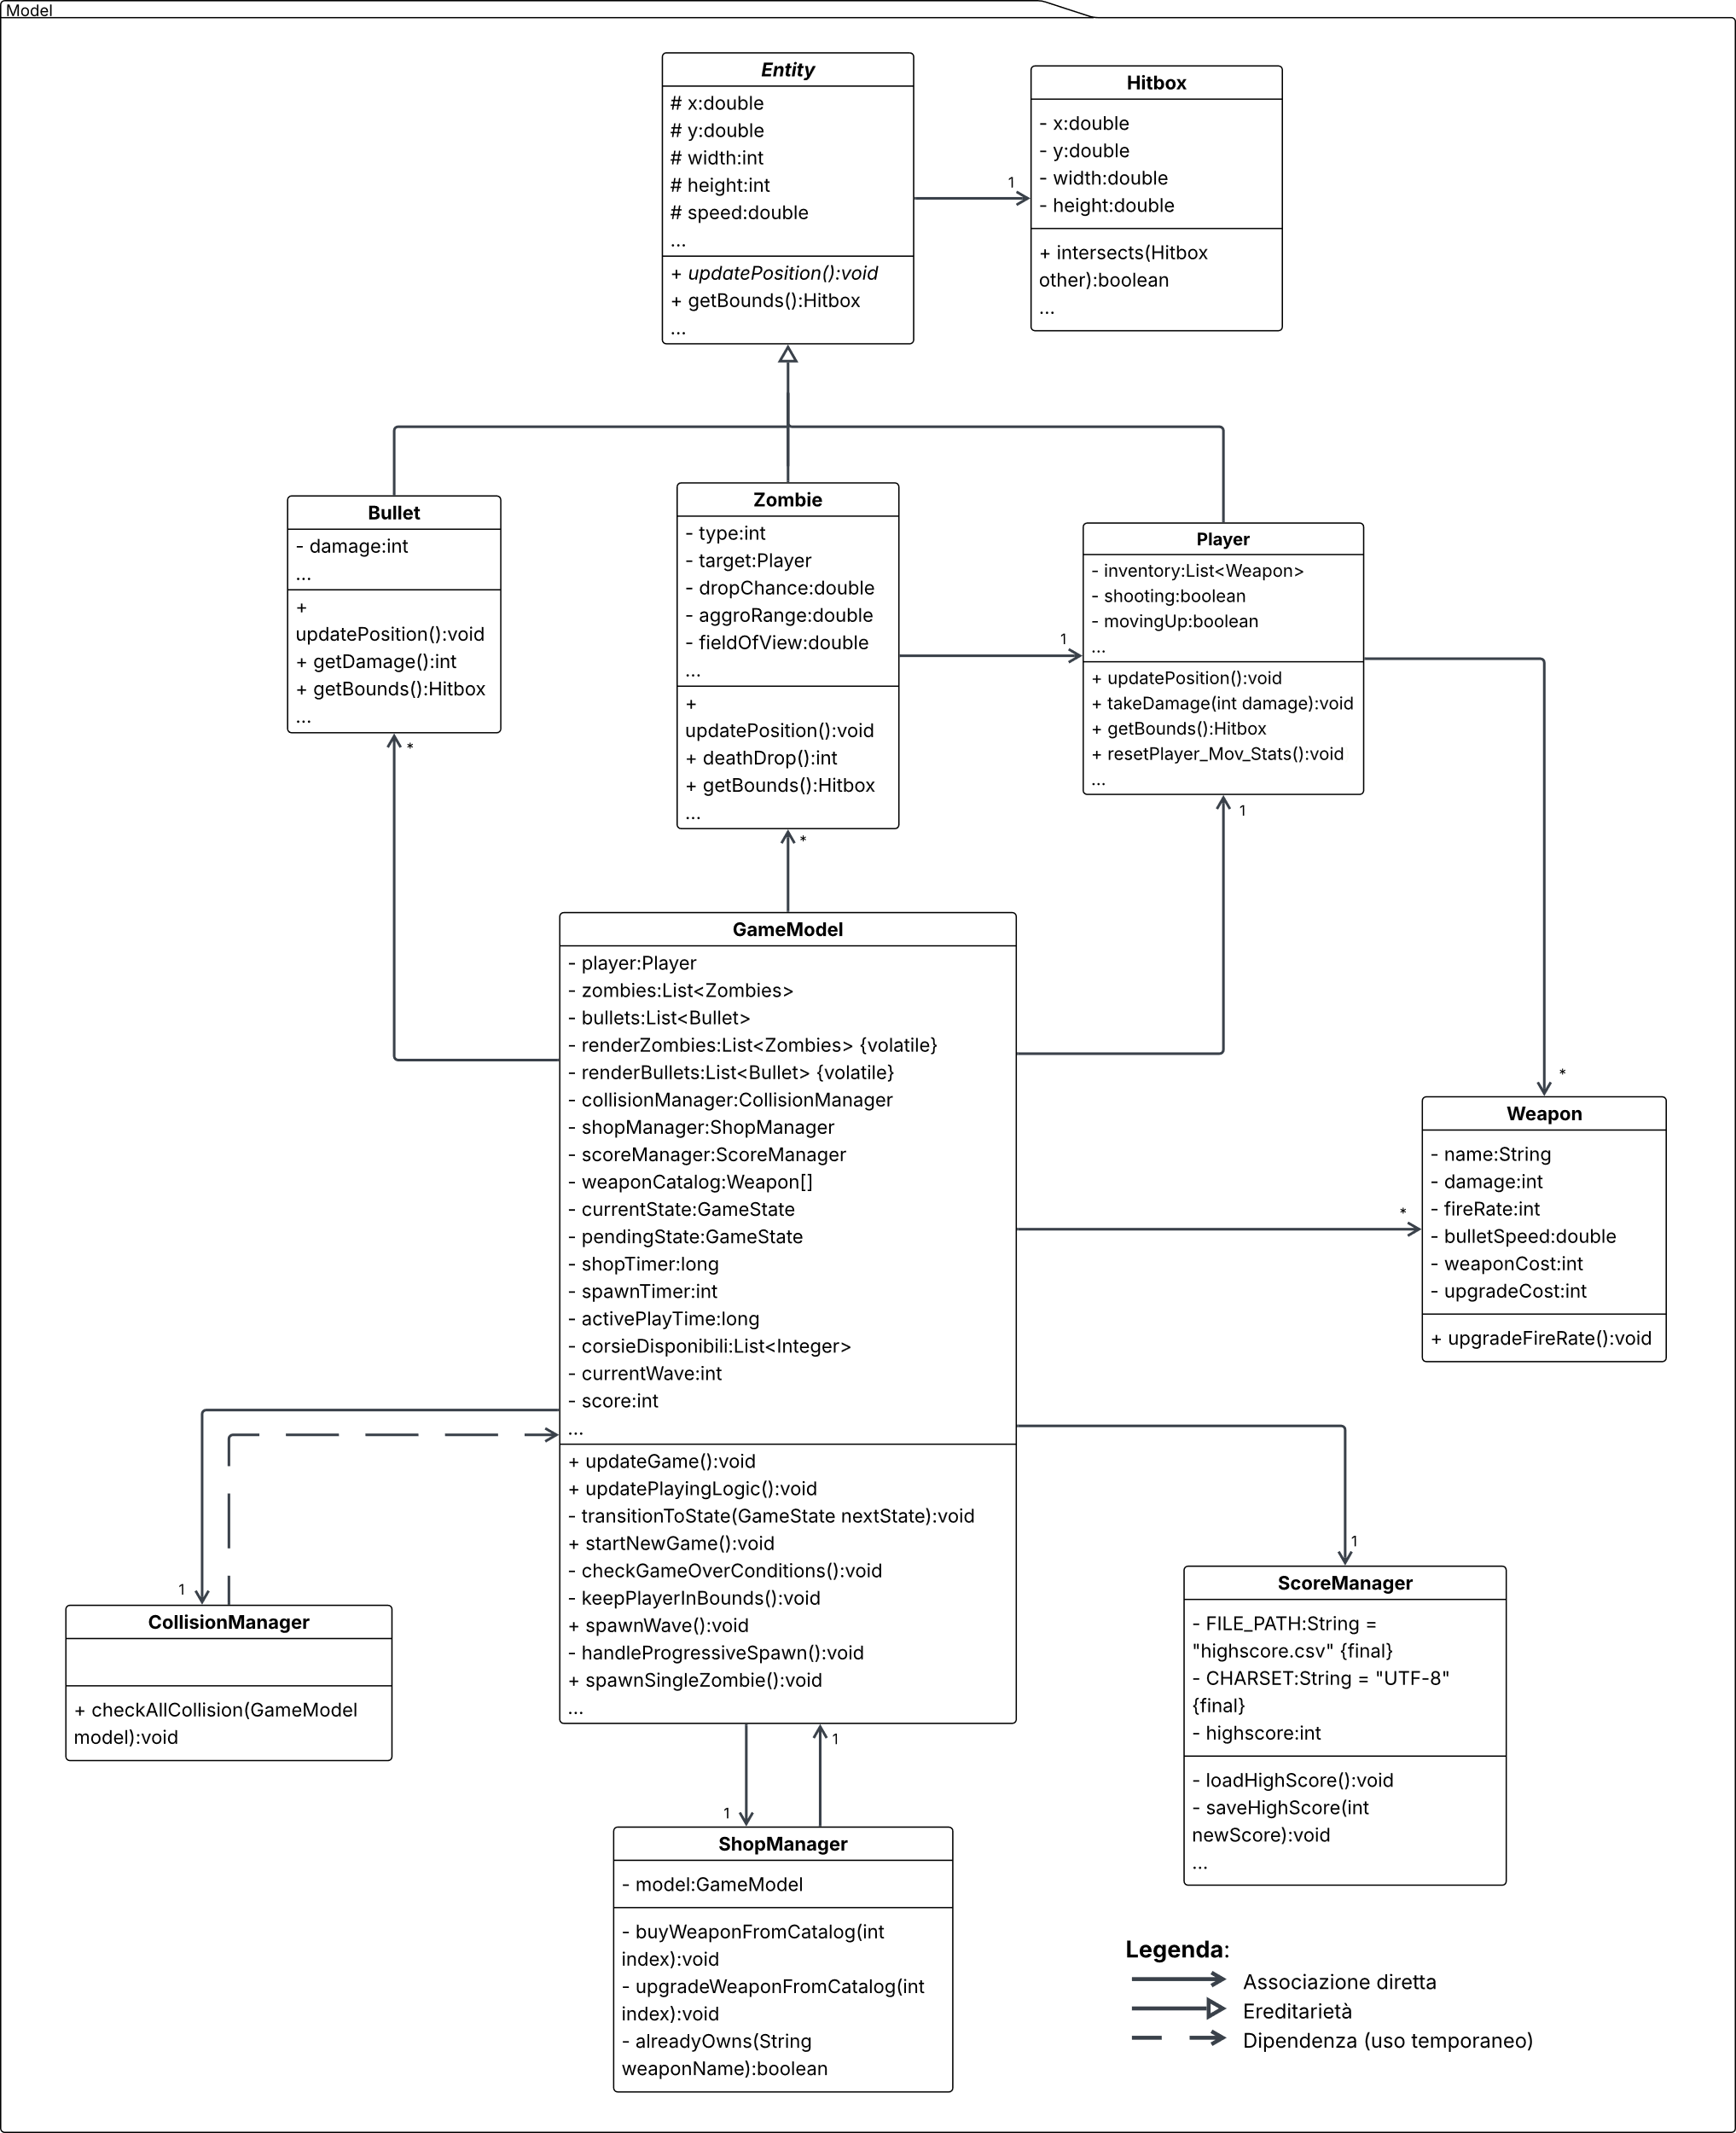 Model
Entity
# x:double
# y:double
# width:int
# height:int
# speed:double
...
+ updatePosition():void
+ getBounds():Hitbox
...
Hitbox
- x:double
- y:double
- width:double
- height:double
+ intersects(Hitbox
other):boolean
...
1
Bullet
- damage:int
...
+
updatePosition():void
+ getDamage():int
+ getBounds():Hitbox
...
*
Zombie
- type:int
- target:Player
- dropChance:double
- aggroRange:double
- fieldOfView:double
...
+
updatePosition():void
+ deathDrop():int
+ getBounds():Hitbox
...
*
1
Player
- inventory:List<Weapon>
- shooting:boolean
- movingUp:boolean
...
+ updatePosition():void
+ takeDamage(int damage):void
+ getBounds():Hitbox
+ resetPlayer_Mov_Stats():void
...
1
GameModel
- player:Player
- zombies:List<Zombies>
- bullets:List<Bullet>
- renderZombies:List<Zombies> {volatile}
- renderBullets:List<Bullet> {volatile}
- collisionManager:CollisionManager
- shopManager:ShopManager
- scoreManager:ScoreManager
- weaponCatalog:Weapon[]
- currentState:GameState
- pendingState:GameState
- shopTimer:long
- spawnTimer:int
- activePlayTime:long
- corsieDisponibili:List<Integer>
- currentWave:int
- score:int
...
+ updateGame():void
+ updatePlayingLogic():void
- transitionToState(GameState nextState):void
+ startNewGame():void
- checkGameOverConditions():void
- keepPlayerInBounds():void
+ spawnWave():void
- handleProgressiveSpawn():void
+ spawnSingleZombie():void
...
*
*
Weapon
- name:String
- damage:int
- fireRate:int
- bulletSpeed:double
- weaponCost:int
- upgradeCost:int
+ upgradeFireRate():void
1
CollisionManager
+ checkAllCollision(GameModel
model):void
1
ScoreManager
- FILE_PATH:String =
"highscore.csv" {final}
- CHARSET:String = "UTF-8"
{final}
- highscore:int
- loadHighScore():void
- saveHighScore(int
newScore):void
...
1
1
ShopManager
- model:GameModel
- buyWeaponFromCatalog(int
index):void
- upgradeWeaponFromCatalog(int
index):void
- alreadyOwns(String
weaponName):boolean
Legenda:
Associazione diretta
Ereditarietà
Dipendenza (uso temporaneo)